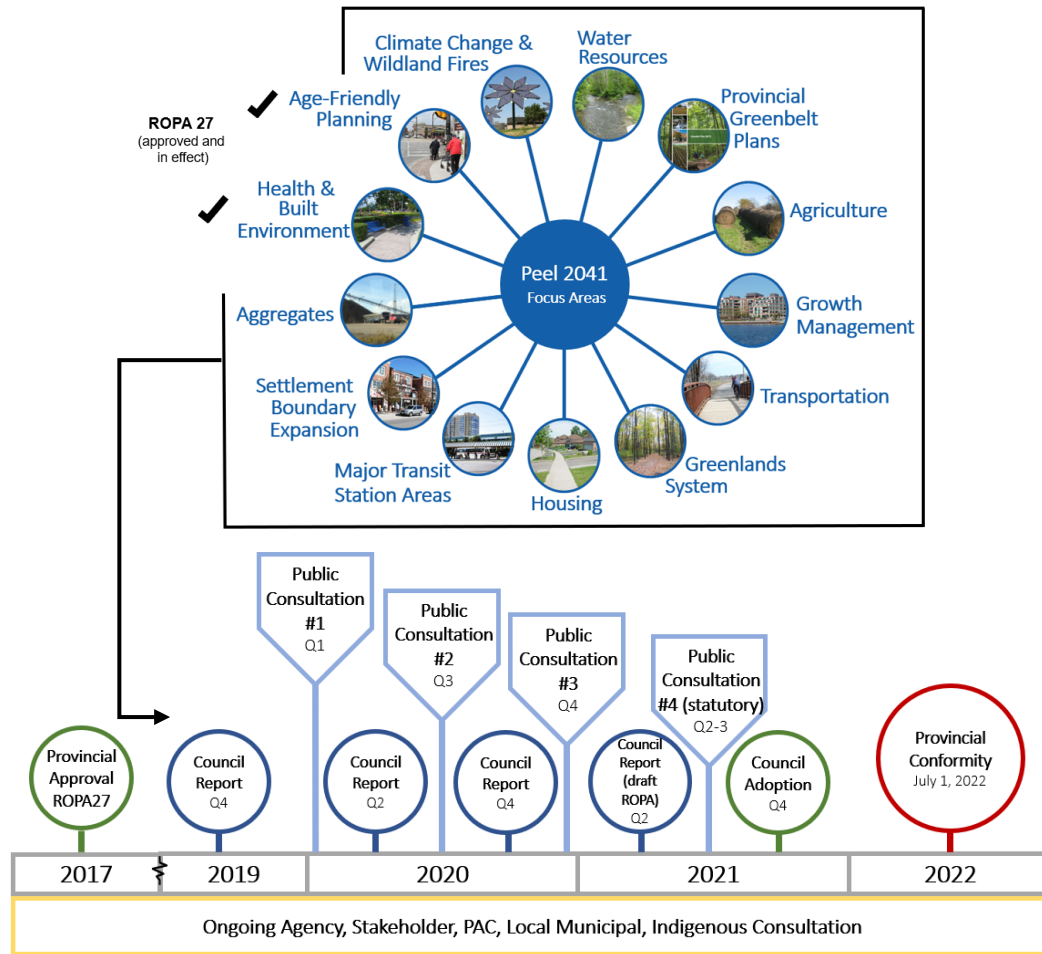 Climate Change &
Wildland Fires
Water
Resources
Age-Friendly
Planning
Provincial
Greenbelt
Plans
ROPA 27
(approved and
in effect)
Health &
Built
Environment
Agriculture
Peel 2041
Focus Areas
Aggregates
Growth
Management
Settlement
Boundary
Expansion
Transportation
Major Transit
Station Areas
Housing
Greenlands
System
Public
Consultation
#1
Q1
Public
Consultation
#2
Q3
Public
Consultation
#3
Q4
Public
Consultation
#4 (statutory)
Q2-3
Provincial
Approval
ROPA27
Council
Report
Q4
Council
Report
Q2
Council
Report
Q4
Council
Report
(draft
ROPA)
Q2
Council
Adoption
Q4
Provincial
Conformity
July 1, 2022
2017
2019
2020
2021
2022
Ongoing Agency, Stakeholder, PAC, Local Municipal, Indigenous Consultation